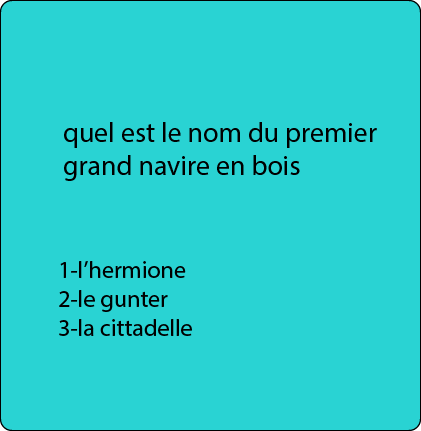 quel est le nom du premier
grand navire en bois
1-l’hermione
2-le gunter
3-la cittadelle